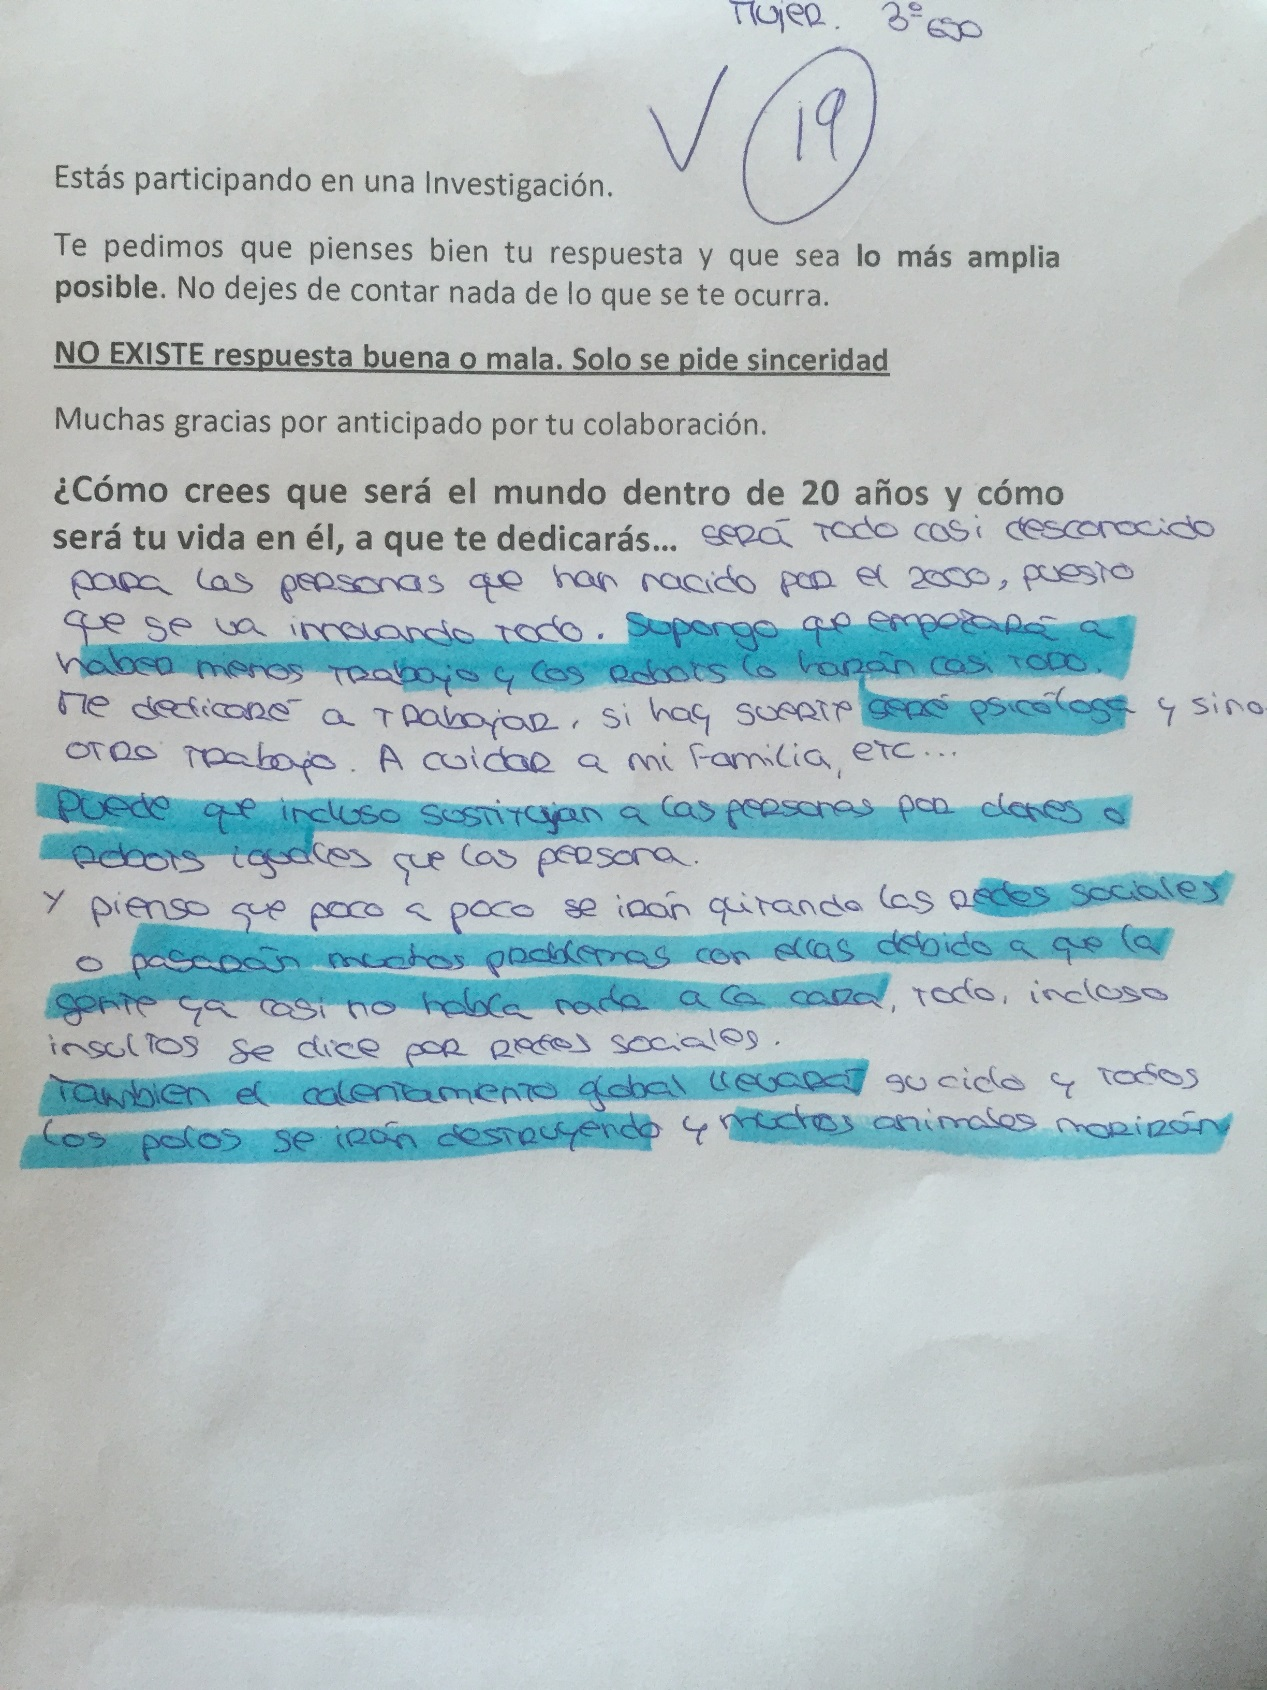 Mujer. 3º ESO
✓ 19
Estás participando en una Investigación.
Te pedimos que pienses bien tu respuesta y que sea lo más amplia
posible. No dejes de contar nada de lo que se te ocurra.
NO EXISTE respuesta buena o mala. Solo se pide sinceridad
Muchas gracias por anticipado por tu colaboración.
¿Cómo crees que será el mundo dentro de 20 años y cómo
será tu vida en él, a que te dedicarás... será todo casi desconocido
para las personas que han nacido por el 2000, puesto
que se va innovando todo. Supongo que empezará a
haber menos trabajo y los robots lo harán casi todo.
Me dedicaré a trabajar, si hay suerte seré psicóloga y sino
otro trabajo. A cuidar a mi familia, etc...
Puede que incluso sustituyan a las personas por clones o
robots iguales que las persona.
Y pienso que poco a poco se irán quitando las redes sociales
o pasarán muchos problemas con ellas debido a que la
gente ya casi no habla nada a la cara, todo, incluso
insultos se dice por redes sociales.
Tambien el calentamento global llevará su ciclo y todos
los polos se irán destruyendo y muchos animales morirán